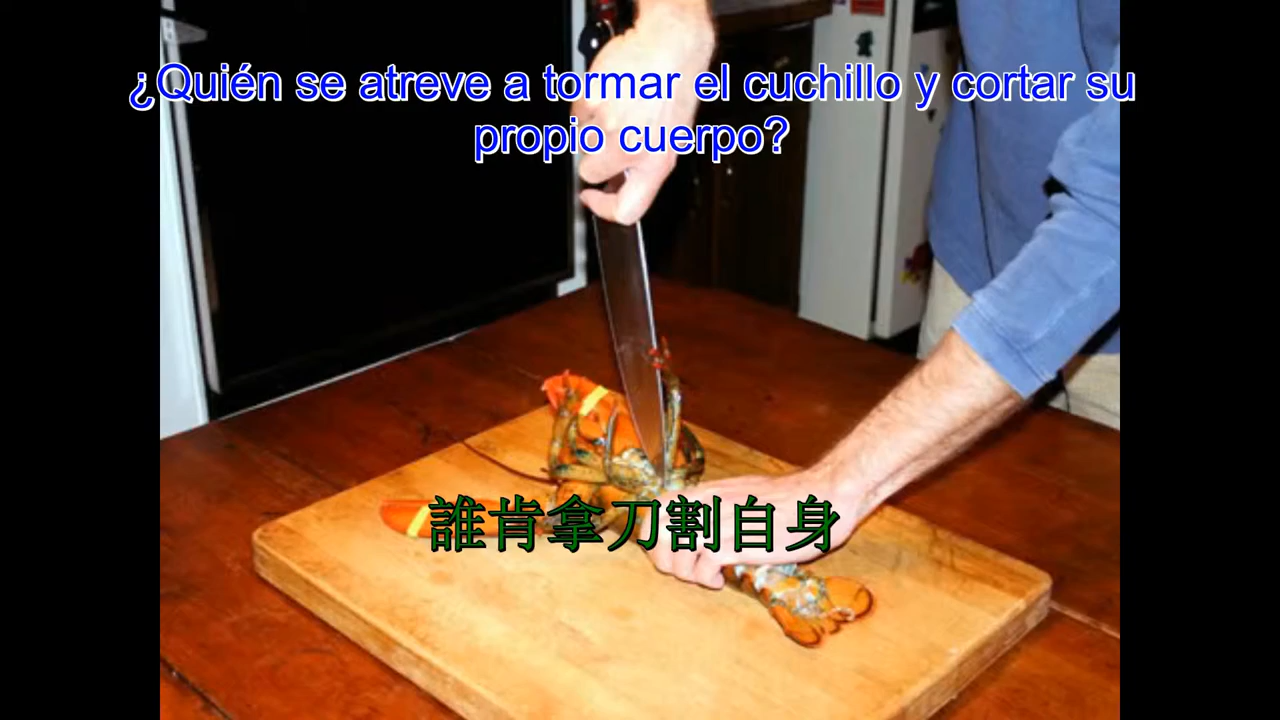 ¿Quién se atreve a tormar el cuchillo y cortar su
propio cuerpo?
誰肯拿刀割自身